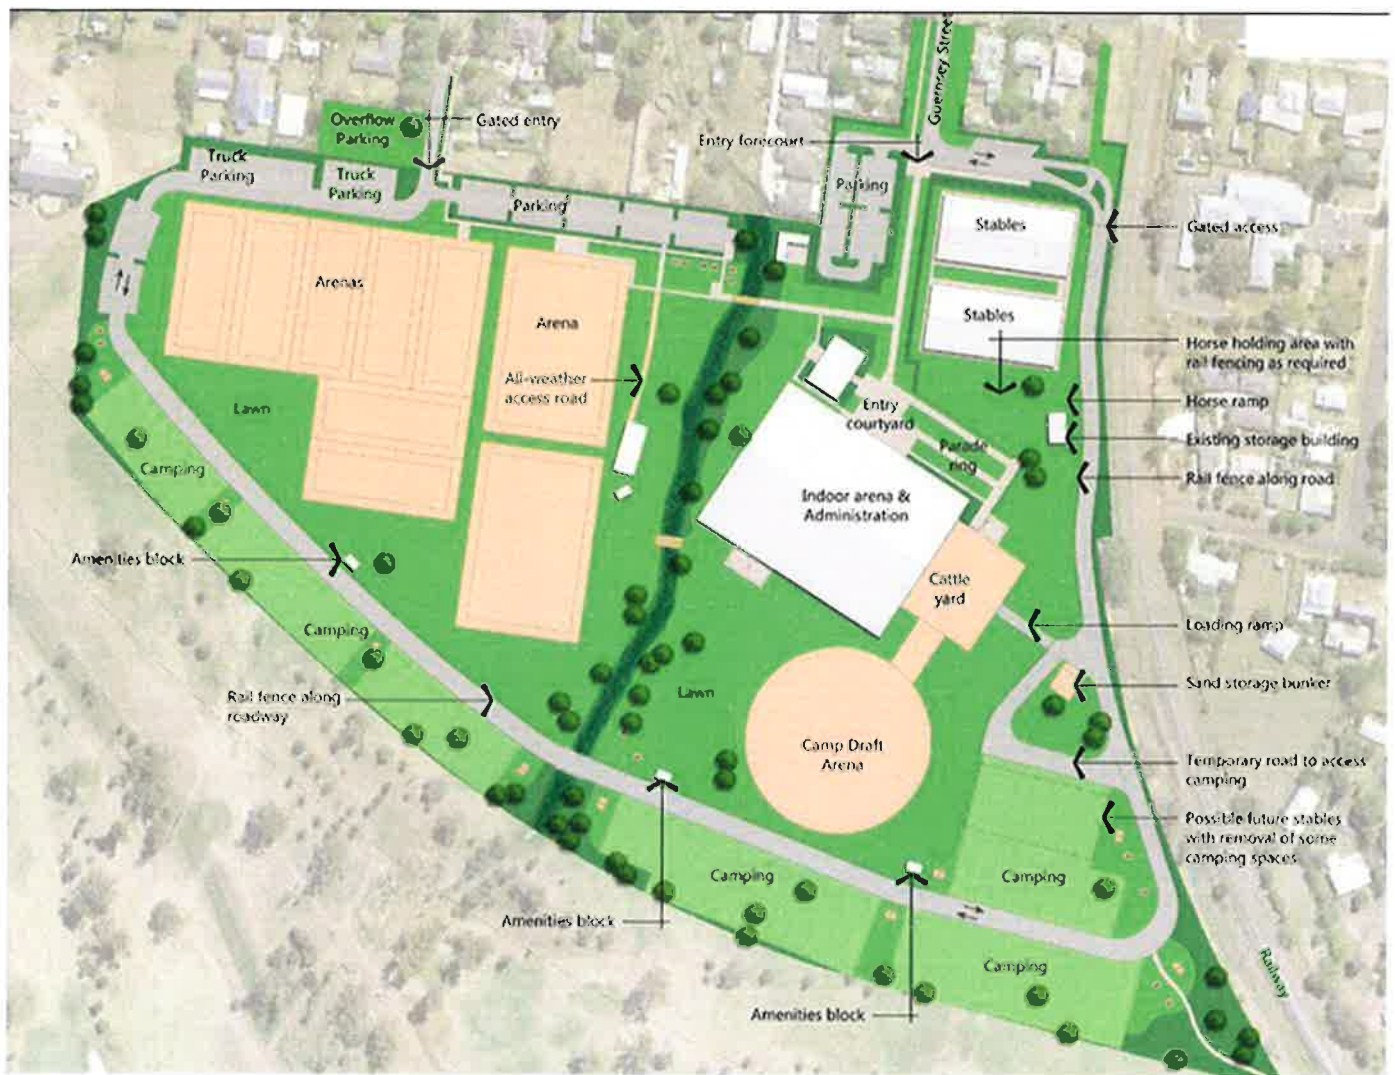 Guernsey Street
Overflow
Parking
Gated entry
Entry forecourt
Truck
Parking
Truck
Parking
Parking
Parking
Stables
Gated access
Arenas
Arena
Stables
Horse holding area with
rail fencing as required
All-weather
access road
Lawn
Entry
courtyard
Horse ramp
Parade
ring
Existing storage building
Camping
Rail fence along road
Indoor arena &
Administration
Amenities block
Cattle
yard
Camping
Loading ramp
Rail fence along
roadway
Lawn
Sand storage bunker
Camp Draft
Arena
Temporary road to access
camping
Possible future stables
with removal of some
camping spaces
Camping
Camping
Amenities block
Camping
Railway
Amenities block